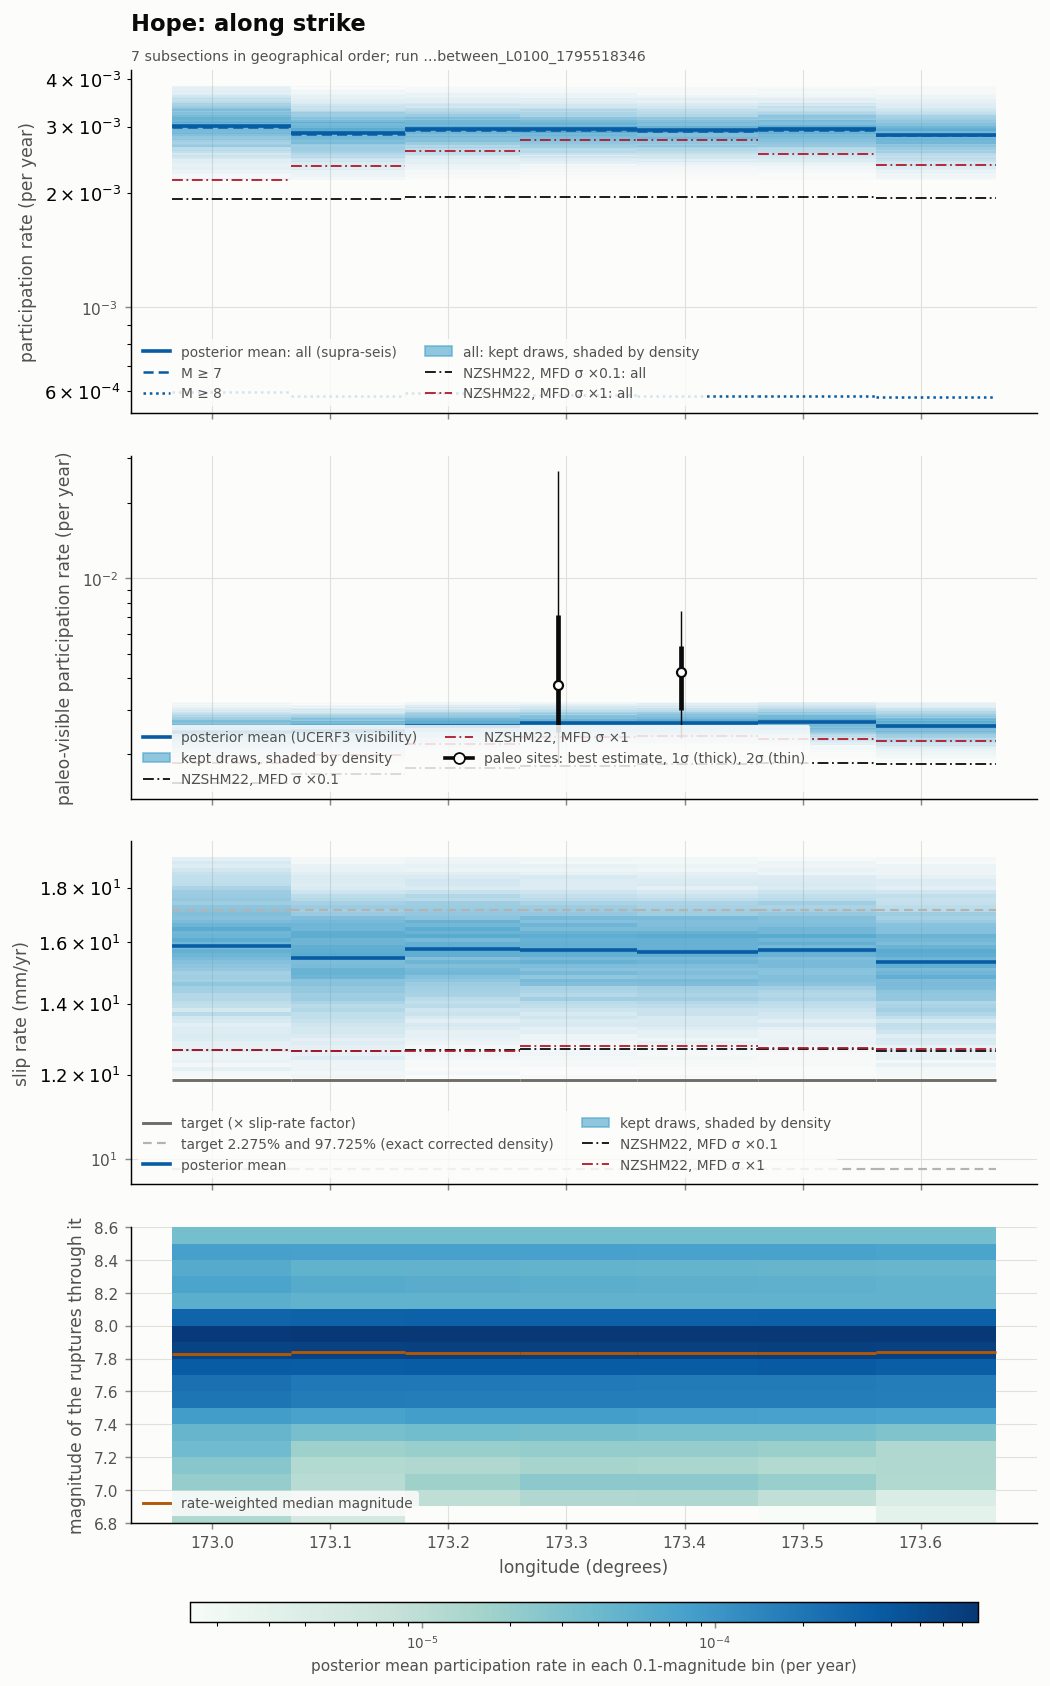 Hope: along strike
7 subsections in geographical order; run ...between_L0100_1795518346
participation rate (per year)
4 × 10⁻³
3 × 10⁻³
2 × 10⁻³
10⁻³
6 × 10⁻⁴
posterior mean: all (supra-seis)
M ≥ 7
M ≥ 8
all: kept draws, shaded by density
NZSHM22, MFD σ ×0.1: all
NZSHM22, MFD σ ×1: all
paleo-visible participation rate (per year)
10⁻²
posterior mean (UCERF3 visibility)
kept draws, shaded by density
NZSHM22, MFD σ ×0.1
NZSHM22, MFD σ ×1
paleo sites: best estimate, 1σ (thick), 2σ (thin)
slip rate (mm/yr)
1.8 × 10¹
1.6 × 10¹
1.4 × 10¹
1.2 × 10¹
10¹
target (× slip-rate factor)
target 2.275% and 97.725% (exact corrected density)
posterior mean
kept draws, shaded by density
NZSHM22, MFD σ ×0.1
NZSHM22, MFD σ ×1
magnitude of the ruptures through it
8.6
8.4
8.2
8.0
7.8
7.6
7.4
7.2
7.0
6.8
rate-weighted median magnitude
173.0 173.1 173.2 173.3 173.4 173.5 173.6
longitude (degrees)
10⁻⁵ 10⁻⁴
posterior mean participation rate in each 0.1-magnitude bin (per year)